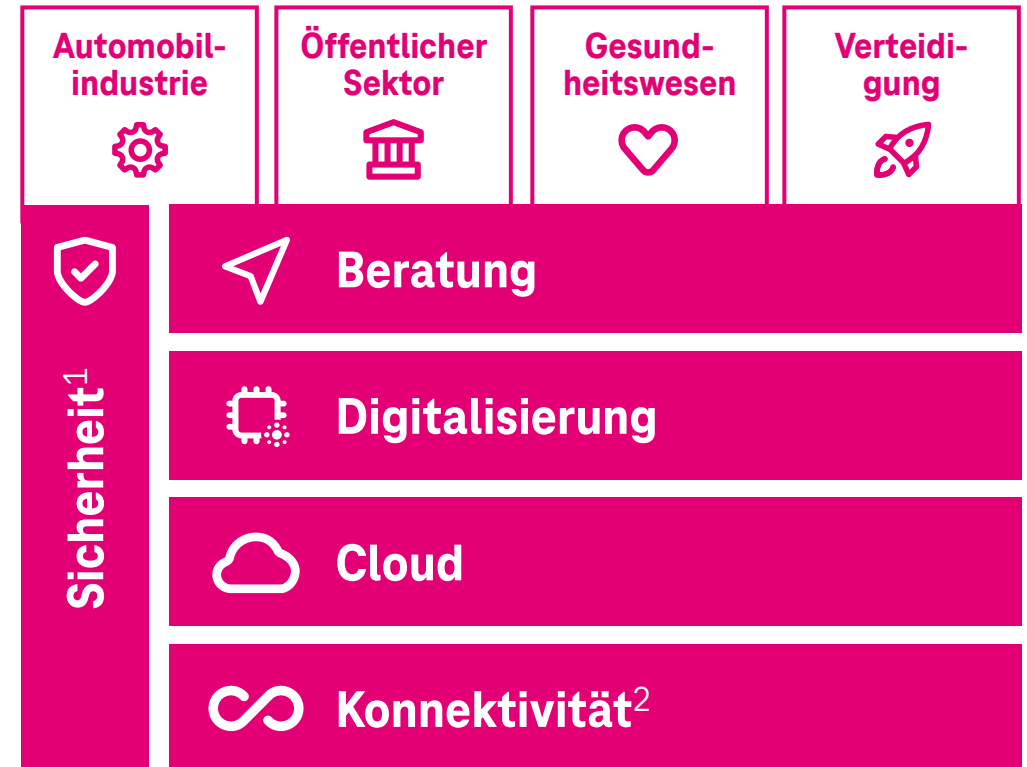 Automobil-
industrie
Öffentlicher
Sektor
Gesund-
heitswesen
Verteidi-
gung
Sicherheit1
Beratung
Digitalisierung
Cloud
Konnektivität2